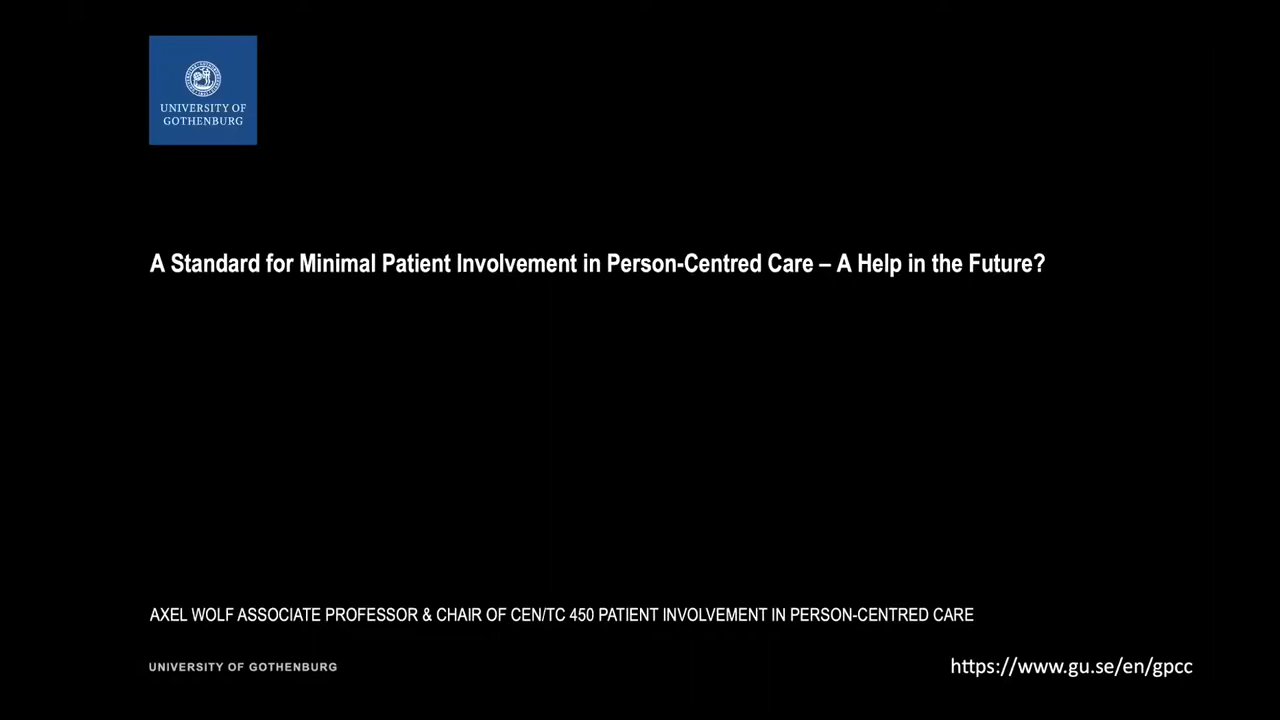 UNIVERSITY OF
GOTHENBURG
A Standard for Minimal Patient Involvement in Person-Centred Care – A Help in the Future?
AXEL WOLF ASSOCIATE PROFESSOR & CHAIR OF CEN/TC 450 PATIENT INVOLVEMENT IN PERSON-CENTRED CARE
UNIVERSITY OF GOTHENBURG
https://www.gu.se/en/gpcc